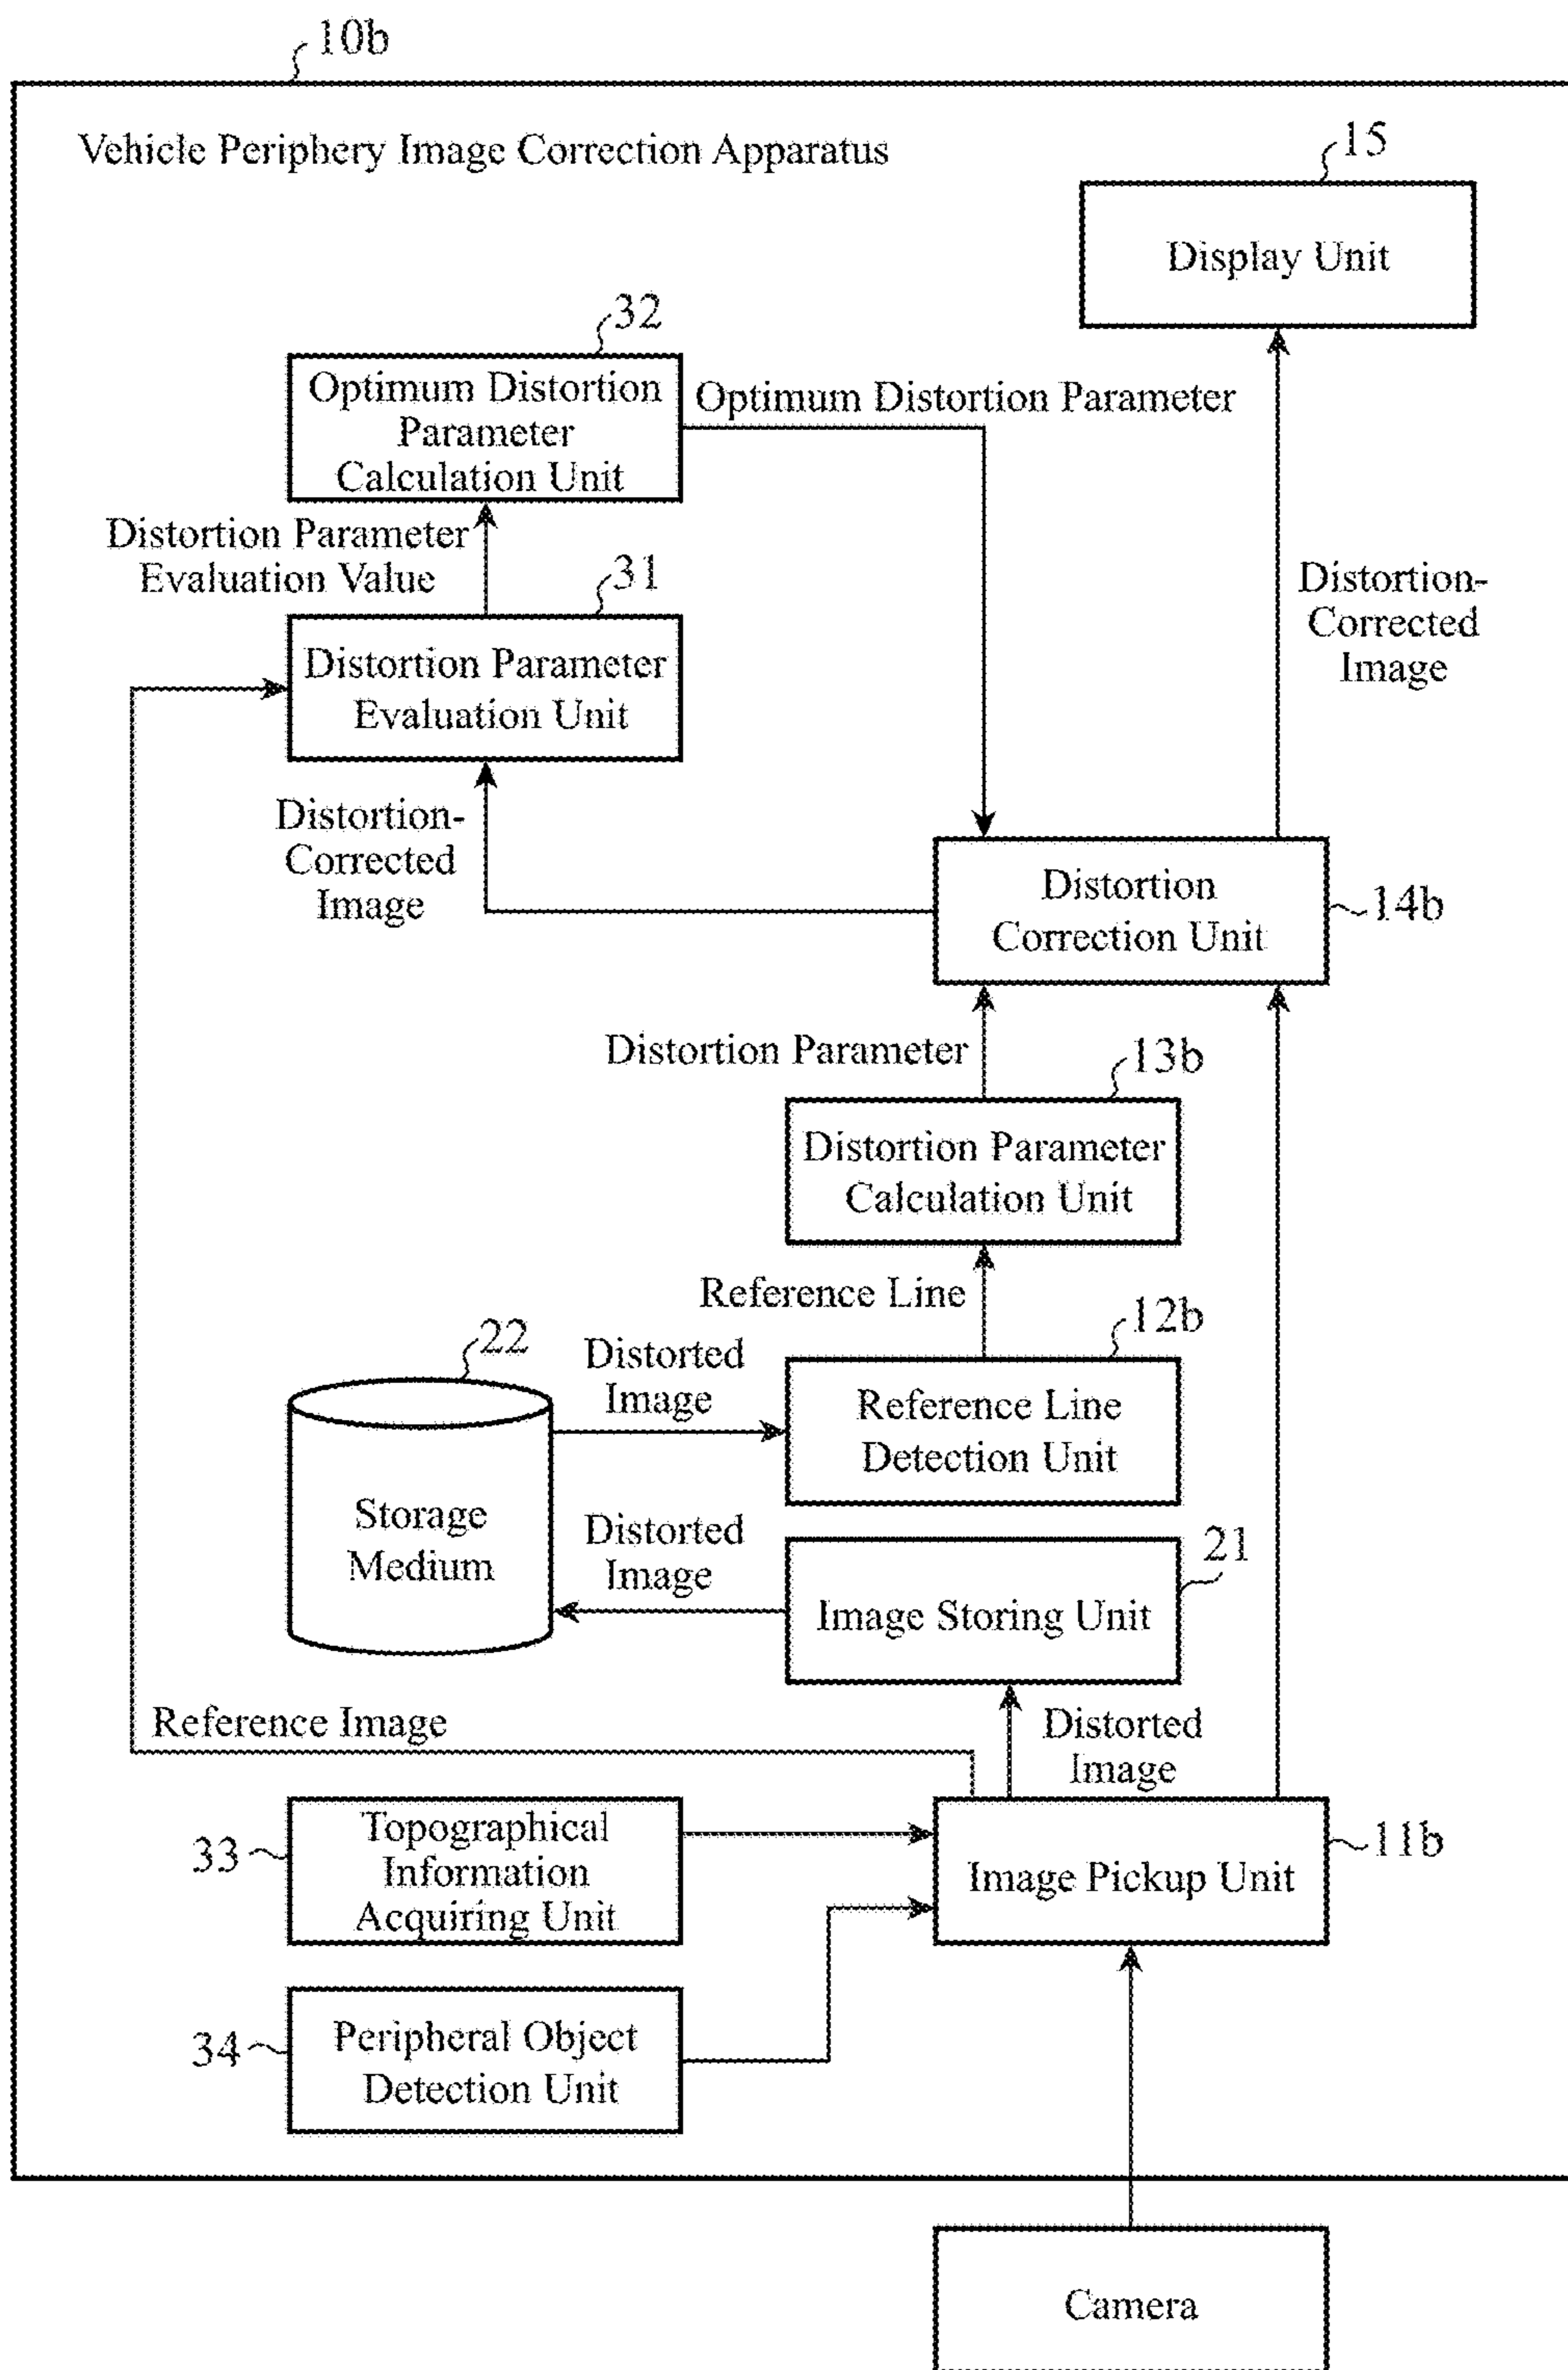 10b
Vehicle Periphery Image Correction Apparatus
15
Display Unit
32
Optimum Distortion
Parameter
Calculation Unit
Optimum Distortion Parameter
Distortion Parameter
Evaluation Value
31
Distortion Parameter
Evaluation Unit
Distortion-
Corrected
Image
Distortion-
Corrected
Image
Distortion
Correction Unit
14b
Distortion Parameter
13b
Distortion Parameter
Calculation Unit
Reference Line
12b
22
Distorted
Image
Reference Line
Detection Unit
Storage
Medium
Distorted
Image
21
Image Storing Unit
Reference Image
Distorted
Image
33
Topographical
Information
Acquiring Unit
Image Pickup Unit
11b
34
Peripheral Object
Detection Unit
Camera